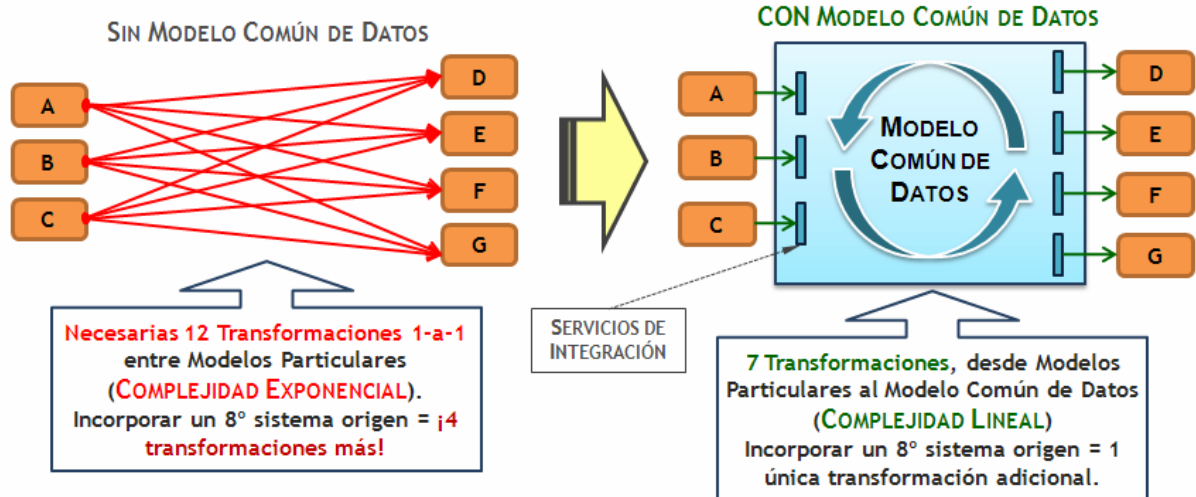 SIN MODELO COMÚN DE DATOS
A
B
C
D
E
F
G
Necesarias 12 Transformaciones 1-a-1
entre Modelos Particulares
(COMPLEJIDAD EXPONENCIAL).
Incorporar un 8º sistema origen = ¡4
transformaciones más!
CON MODELO COMÚN DE DATOS
A
B
C
MODELO
COMÚN DE
DATOS
D
E
F
G
SERVICIOS DE
INTEGRACIÓN
7 Transformaciones, desde Modelos
Particulares al Modelo Común de Datos
(COMPLEJIDAD LINEAL)
Incorporar un 8º sistema origen = 1
única transformación adicional.